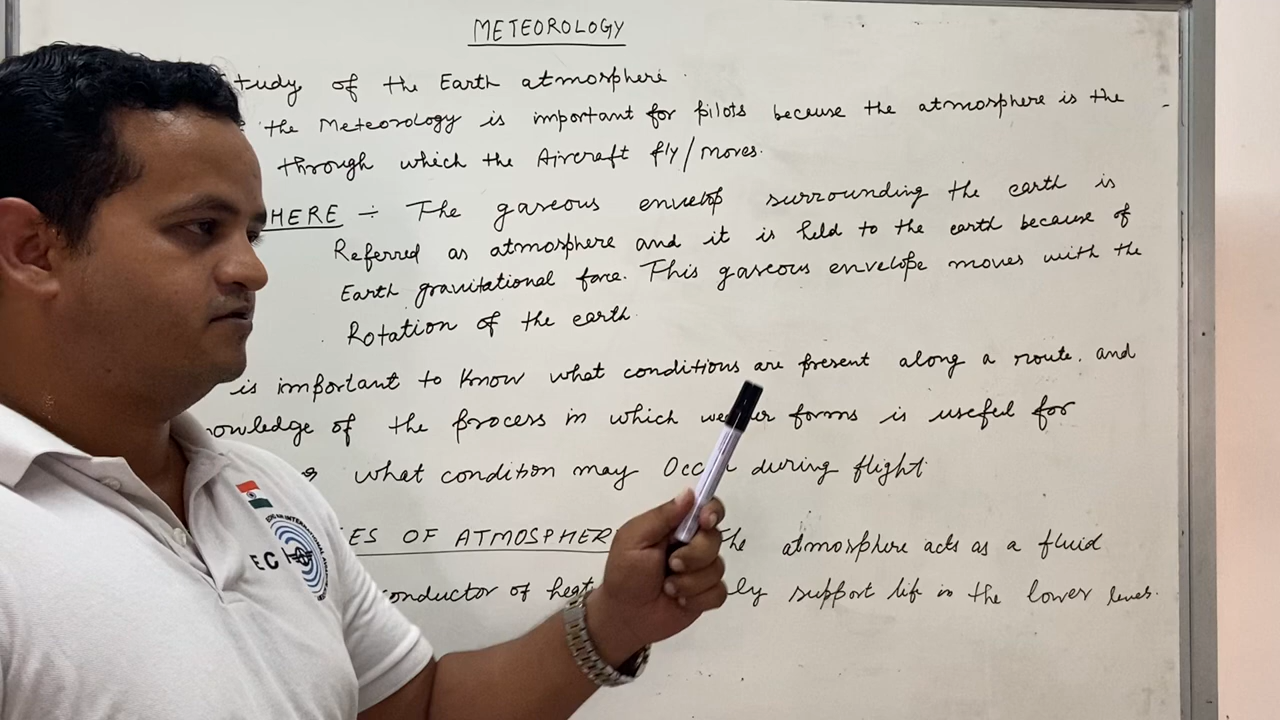 METEOROLOGY
tudy of the Earth atmosphere.
the Meteorology is important for pilots because the atmosphere is the
through which the Aircraft fly/moves.
HERE ÷ The gaseous envelop surrounding the earth is
Referred as atmosphere and it is held to the earth because of
Earth gravitational force. This gaseous envelope moves with the
Rotation of the earth.
is important to know what conditions are present along a route. and
owledge of the process in which we er forms is useful for
what condition may Occ during flight.
ES OF ATMOSPHER he atmosphere acts as a fluid
conductor of heat ly support life in the lower levels.
ECHO